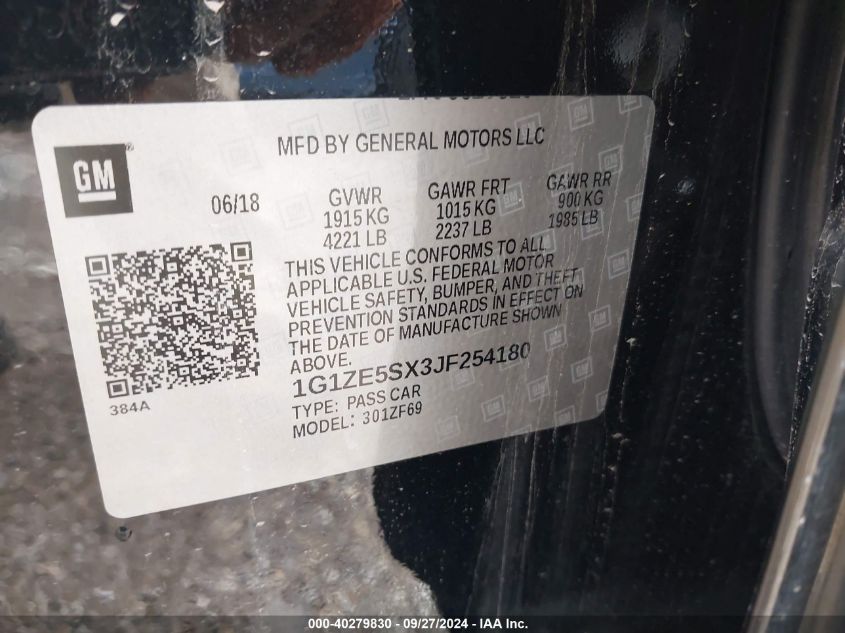 MFD BY GENERAL MOTORS LLC
GM
06/18
GVWR
1915 KG
4221 LB
GAWR FRT
1015 KG
2237 LB
GAWR RR
900 KG
1985 LB
THIS VEHICLE CONFORMS TO ALL
APPLICABLE U.S. FEDERAL MOTOR
VEHICLE SAFETY, BUMPER, AND THEFT
PREVENTION STANDARDS IN EFFECT ON
THE DATE OF MANUFACTURE SHOWN
ABOVE.
1G1ZE5SX3JF254180
TYPE: PASS CAR
MODEL: 301ZF69
384A
000-40279830 - 09/27/2024 - IAAI.com